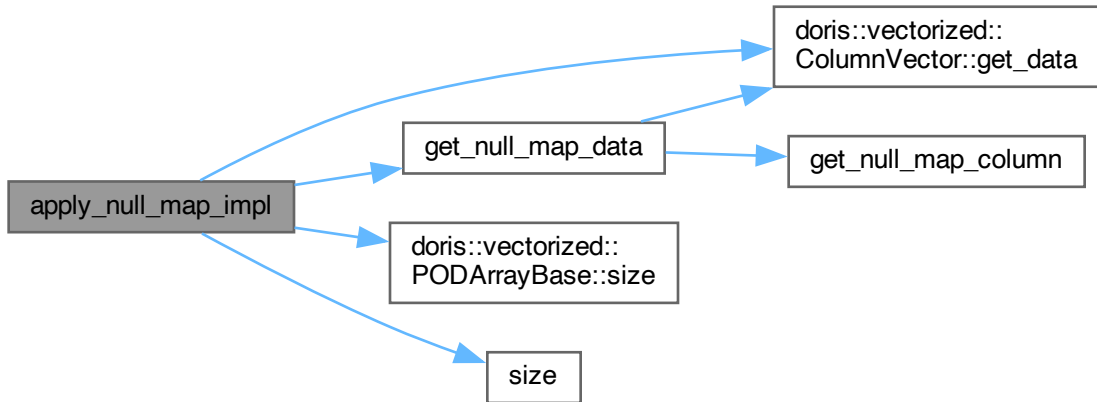 doris::vectorized::
ColumnVector::get_data
get_null_map_data
get_null_map_column
apply_null_map_impl
doris::vectorized::
PODArrayBase::size
size